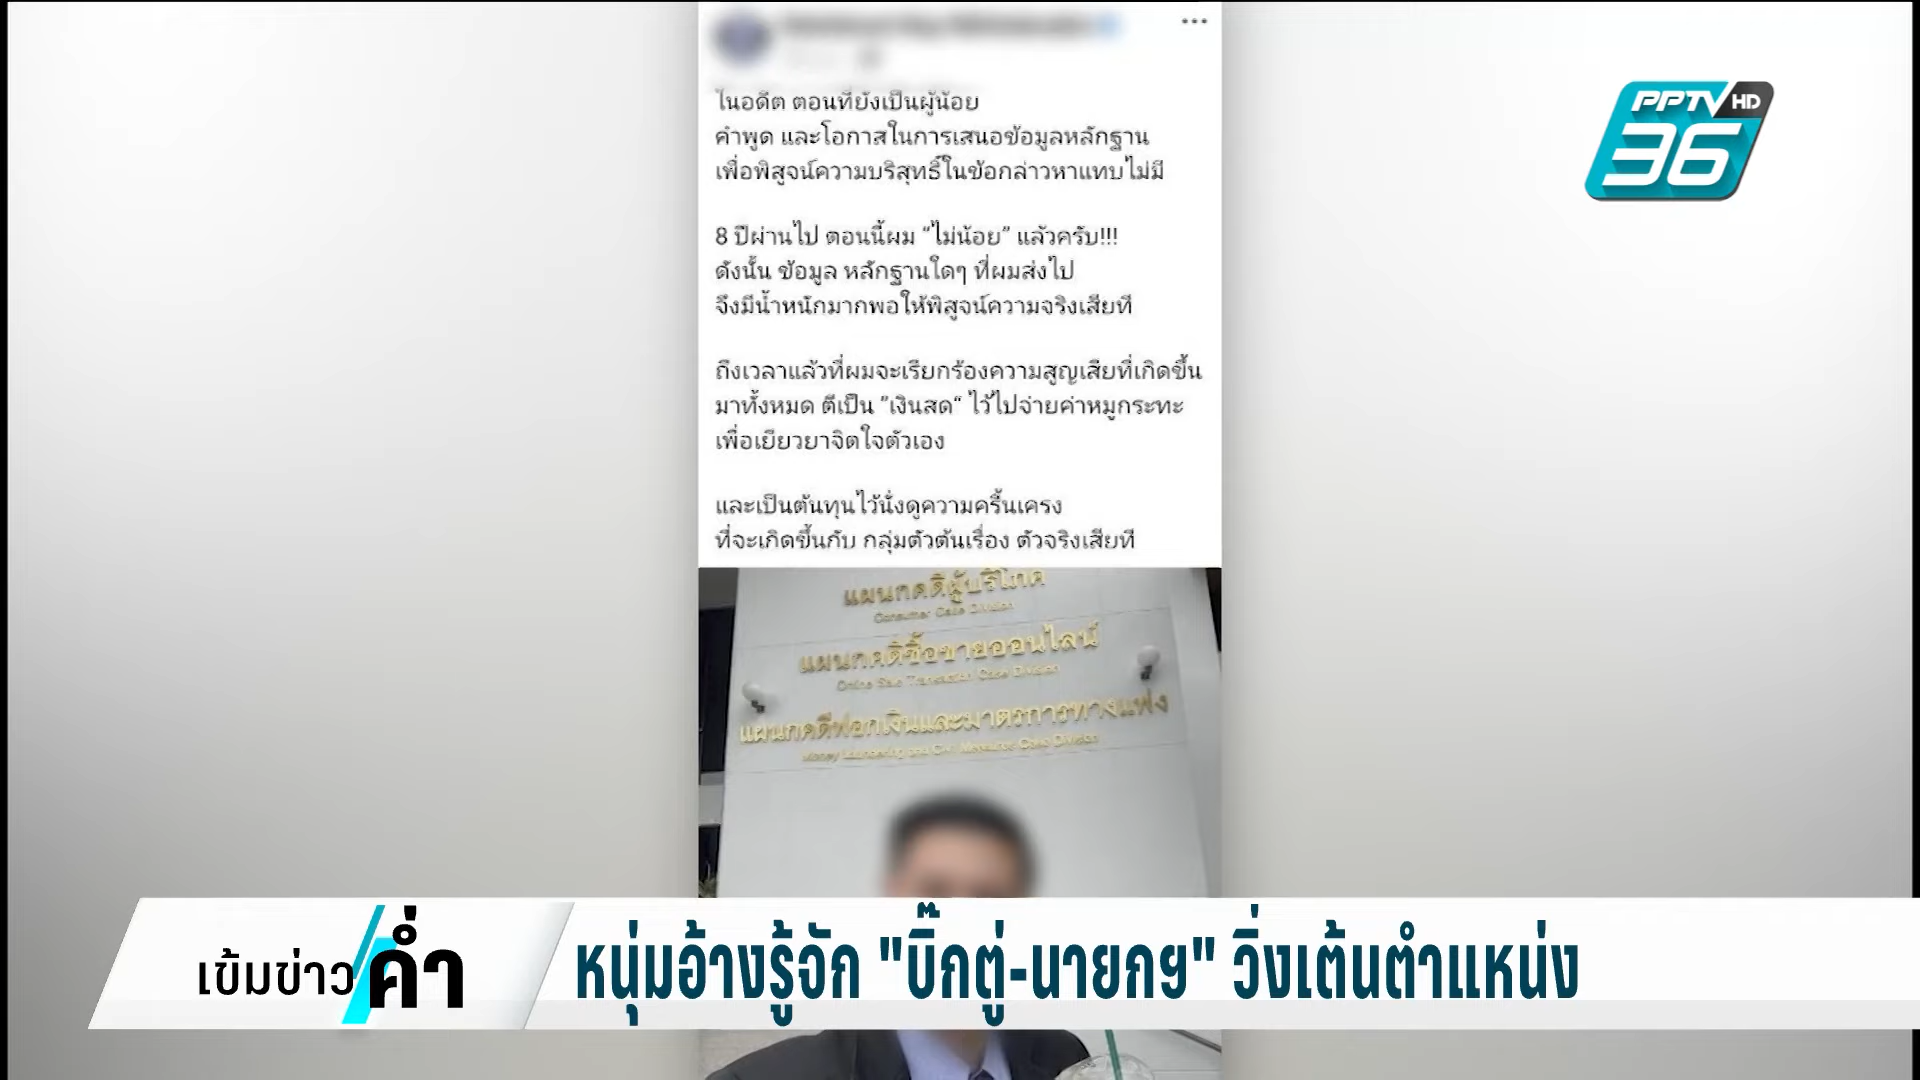 ในอดีต ตอนที่ยังเป็นผู้น้อย
คำพูด และโอกาสในการเสนอข้อมูลหลักฐาน
เพื่อพิสูจน์ความบริสุทธิ์ในข้อกล่าวหาแทบไม่มี
8 ปีผ่านไป ตอนนี้ผม “ไม่น้อย” แล้วครับ!!!
ดังนั้น ข้อมูล หลักฐานใดๆ ที่ผมส่งไป
จึงมีน้ำหนักมากพอให้พิสูจน์ความจริงเสียที
ถึงเวลาแล้วที่ผมจะเรียกร้องความสูญเสียที่เกิดขึ้น
มาทั้งหมด ตีเป็น ”เงินสด“ ไว้ไปจ่ายค่าหมูกระทะ
เพื่อเยียวยาจิตใจตัวเอง
และเป็นต้นทุนไว้นั่งดูความครื้นเครง
ที่จะเกิดขึ้นกับ กลุ่มตัวต้นเรื่อง ตัวจริงเสียที
PPTV HD
36
แผนกคดีผู้บริโภค
Consumer Case Division
แผนกคดีซื้อขายออนไลน์
Online Sale Transaction Case Division
แผนกคดีฟอกเงินและมาตรการทางแพ่ง
Money Laundering and Civil Measures Case Division
เข้มข่าวค่ำ
หนุ่มอ้างรู้จัก "บิ๊กตู่-นายกฯ" วิ่งเต้นตำแหน่ง